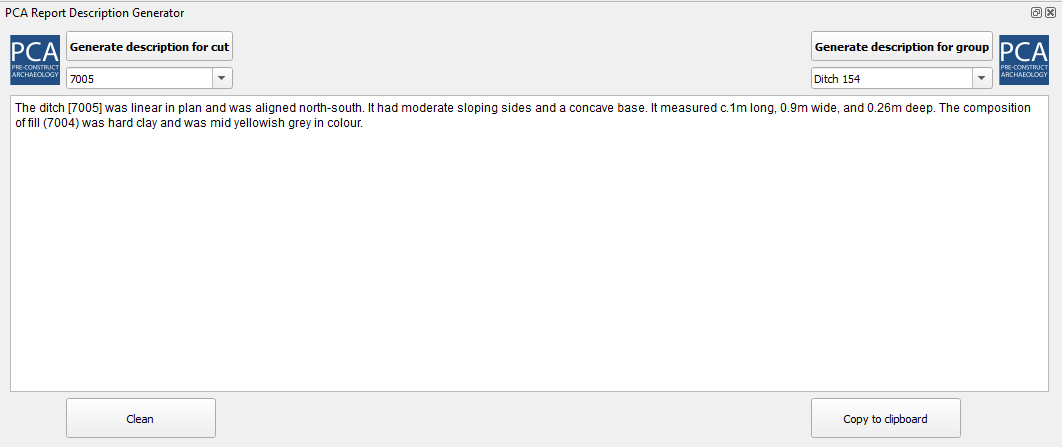 PCA Report Description Generator
PCA
PRE-CONSTRUCT
ARCHAEOLOGY
Generate description for cut
7005
Generate description for group
Ditch 154
PCA
PRE-CONSTRUCT
ARCHAEOLOGY
The ditch [7005] was linear in plan and was aligned north-south. It had moderate sloping sides and a concave base. It measured c.1m long, 0.9m wide, and 0.26m deep. The composition
of fill (7004) was hard clay and was mid yellowish grey in colour.
Clean
Copy to clipboard